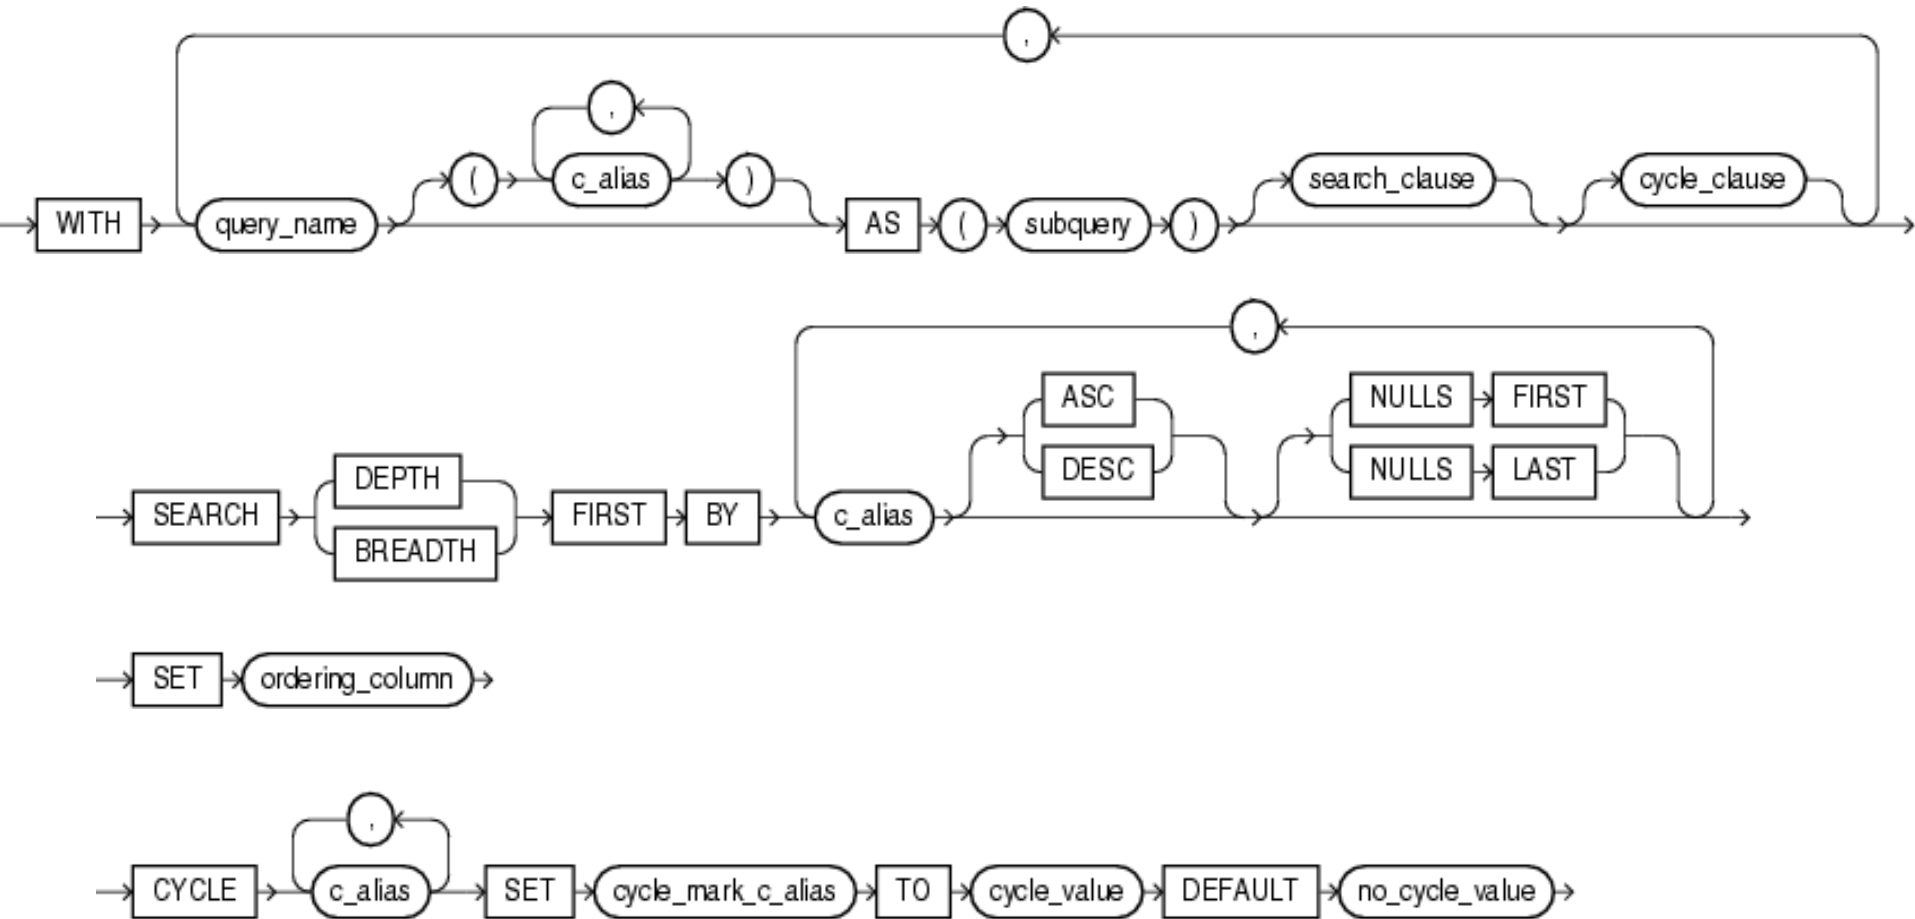 ,
,
( c_alias ) search_clause cycle_clause
WITH query_name AS ( subquery )
,
ASC NULLS FIRST
DESC NULLS LAST
DEPTH
SEARCH FIRST BY c_alias
BREADTH
SET ordering_column
,
CYCLE c_alias SET cycle_mark_c_alias TO cycle_value DEFAULT no_cycle_value